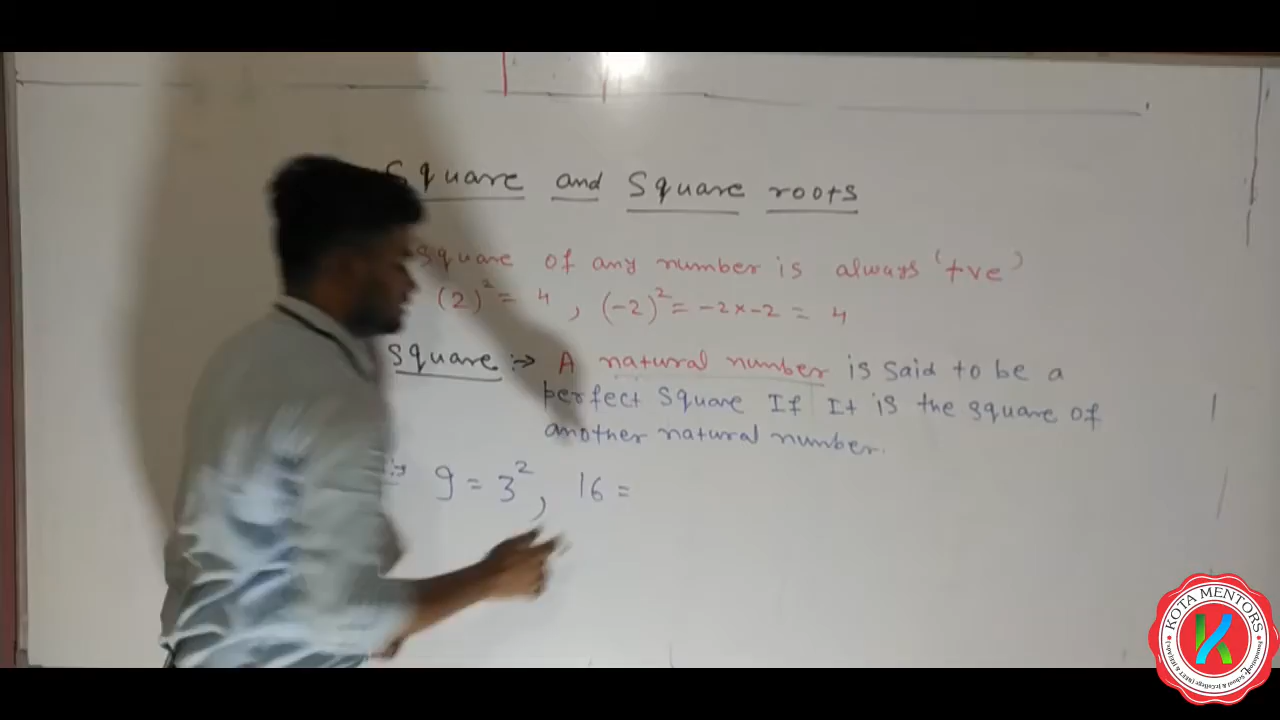 Square and Square roots
Square of any number is always '+ve'
(2)² = 4 , (-2)² = -2×-2 = 4
Square :→ A natural number is said to be a
perfect square If It is the square of
another natural number.
:→ 9 = 3² , 16 =
KOTA MENTORS